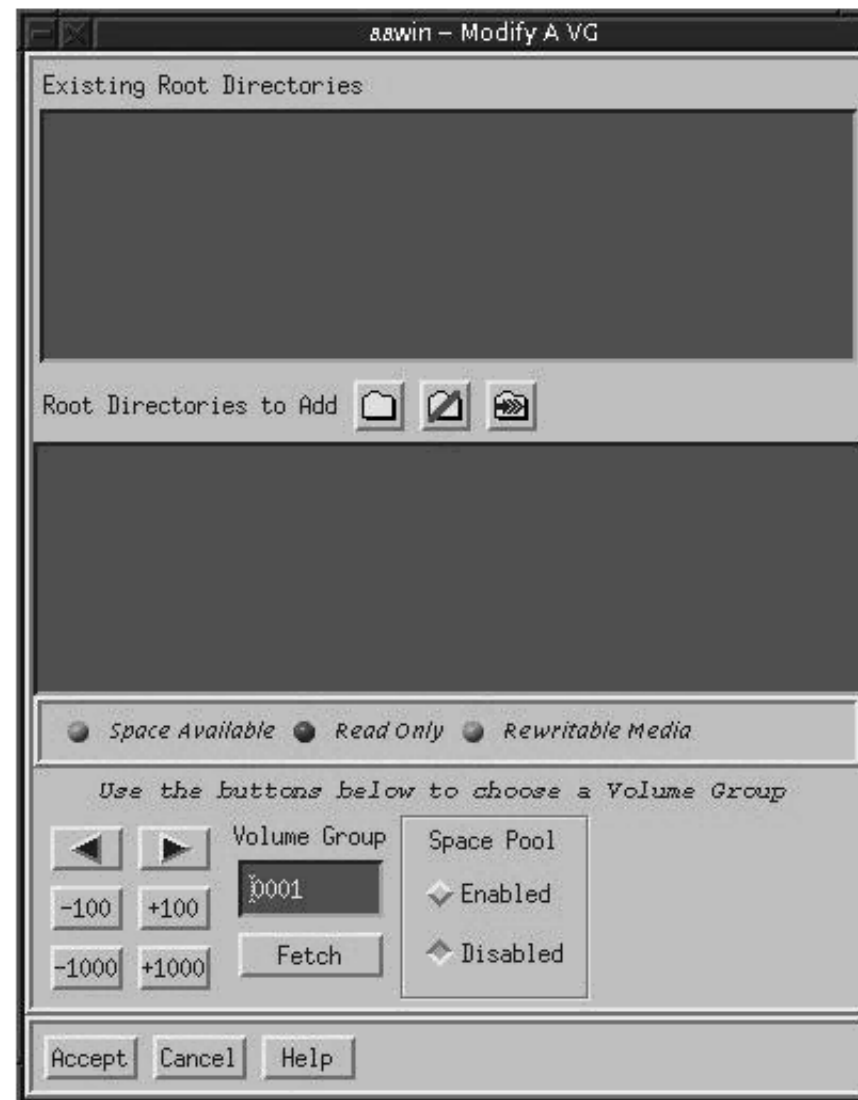 aawin – Modify A VG
Existing Root Directories
Root Directories to Add
Space Available Read Only Rewritable Media
Use the buttons below to choose a Volume Group
Volume Group
Space Pool
0001
Enabled
-100 +100
Fetch
Disabled
-1000 +1000
Accept Cancel Help